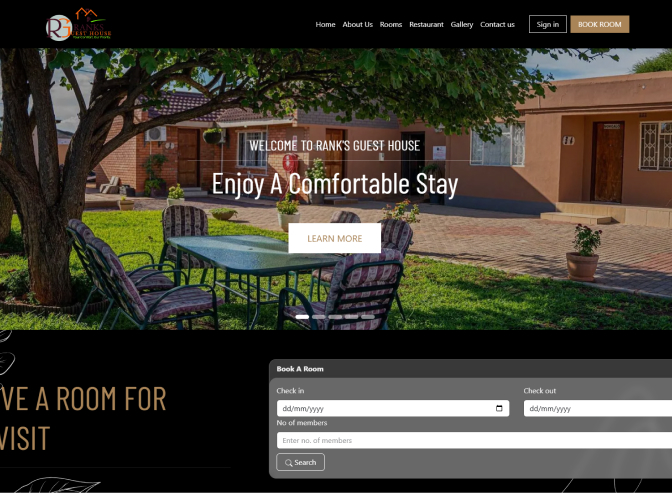 RANKS
GUEST HOUSE
Home About Us Rooms Restaurant Gallery Contact us Sign in BOOK ROOM
WELCOME TO RANK'S GUEST HOUSE
Enjoy A Comfortable Stay
LEARN MORE
VE A ROOM FOR
VISIT
Book A Room
Check in
Check out
dd/mm/yyyy
dd/mm/yyyy
No of members
Enter no. of members
Search